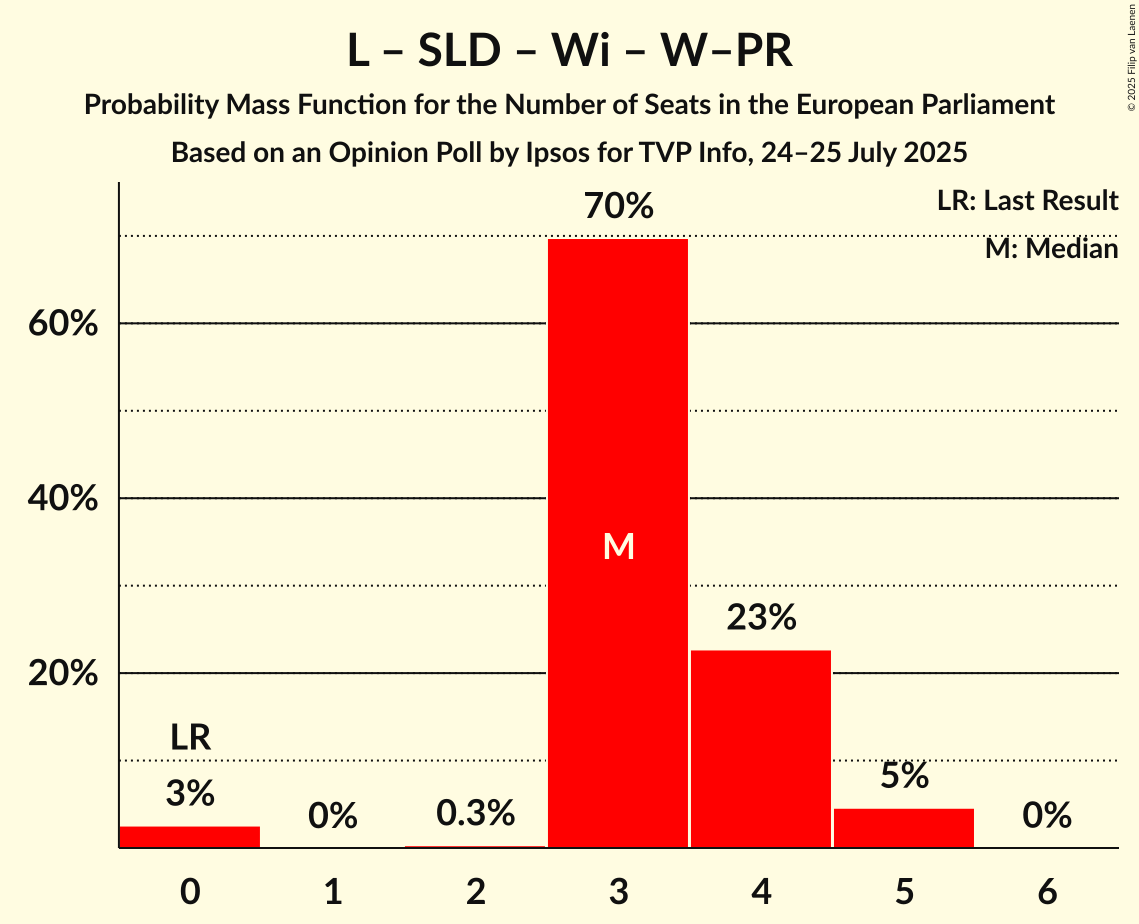 L – SLD – Wi – W–PR
Probability Mass Function for the Number of Seats in the European Parliament
Based on an Opinion Poll by Ipsos for TVP Info, 24–25 July 2025
© 2025 Filip van Laenen
LR: Last Result
M: Median
70%
60%
40%
M
23%
20%
LR
3%
0%
0.3%
5%
0%
0 1 2 3 4 5 6